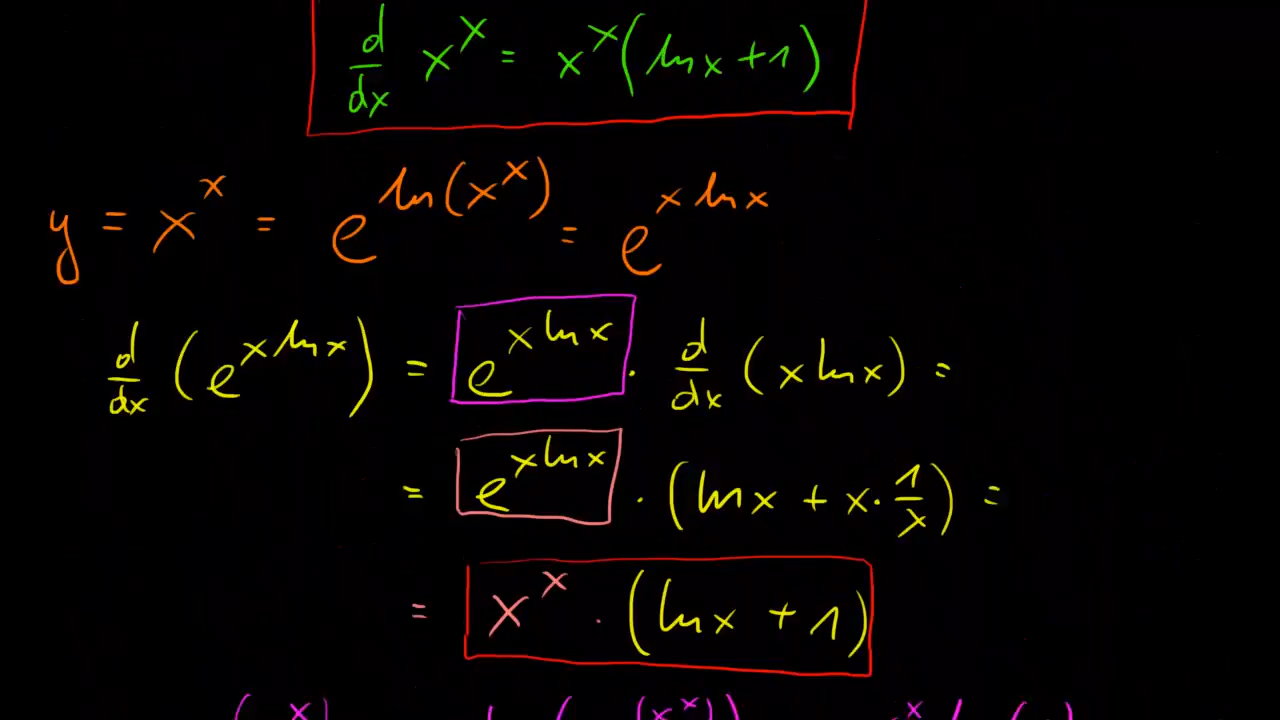 d/dx x^x = x^x (ln x + 1)
y = x^x = e^(ln(x^x)) = e^(x ln x)
d/dx (e^(x ln x)) = e^(x ln x) · d/dx (x ln x) =
= e^(x ln x) · (ln x + x · 1/x) =
= x^x · (ln x + 1)